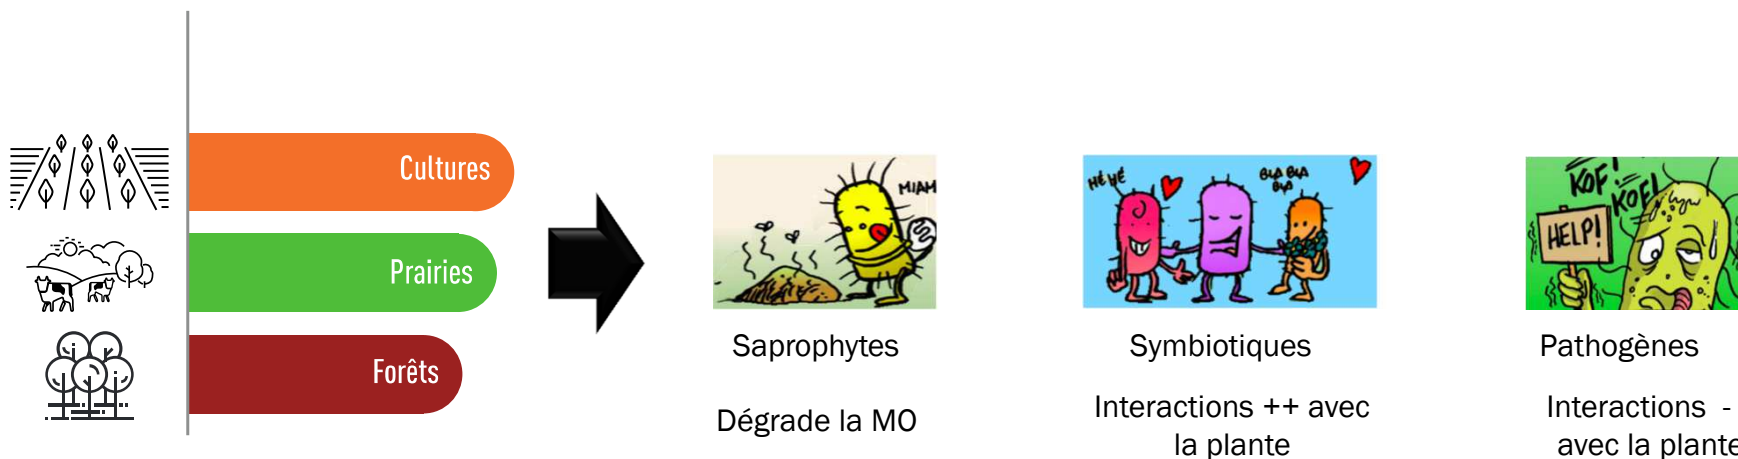 Cultures
Prairies
Forêts
MIAM
HÉ HÉ
BLA BLA
BLA
KOF!
KOF!
HELP!
Saprophytes
Symbiotiques
Pathogènes
Dégrade la MO
Interactions ++ avec
la plante
Interactions -
avec la plante